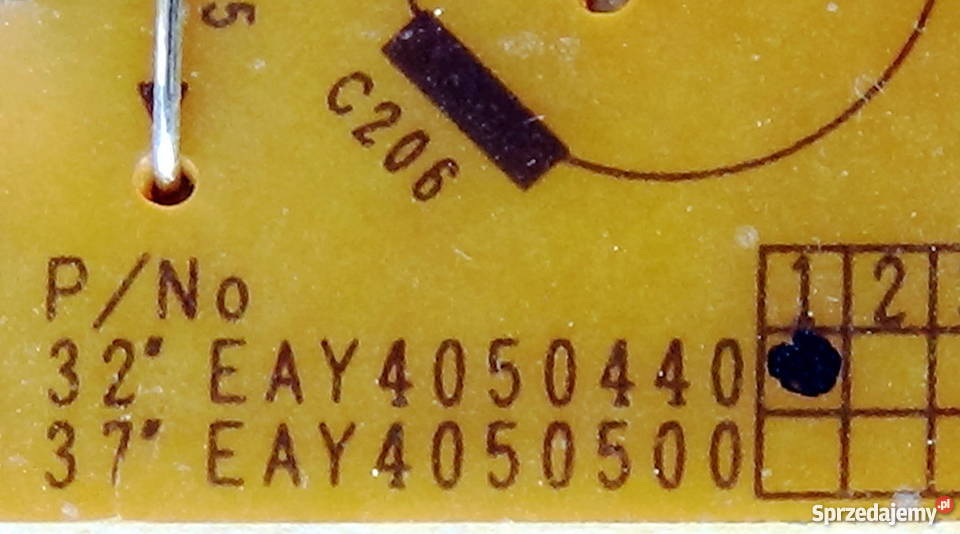 5
C206
P/No
1 2
32" EAY4050440
37" EAY4050500
Sprzedajemy.pl